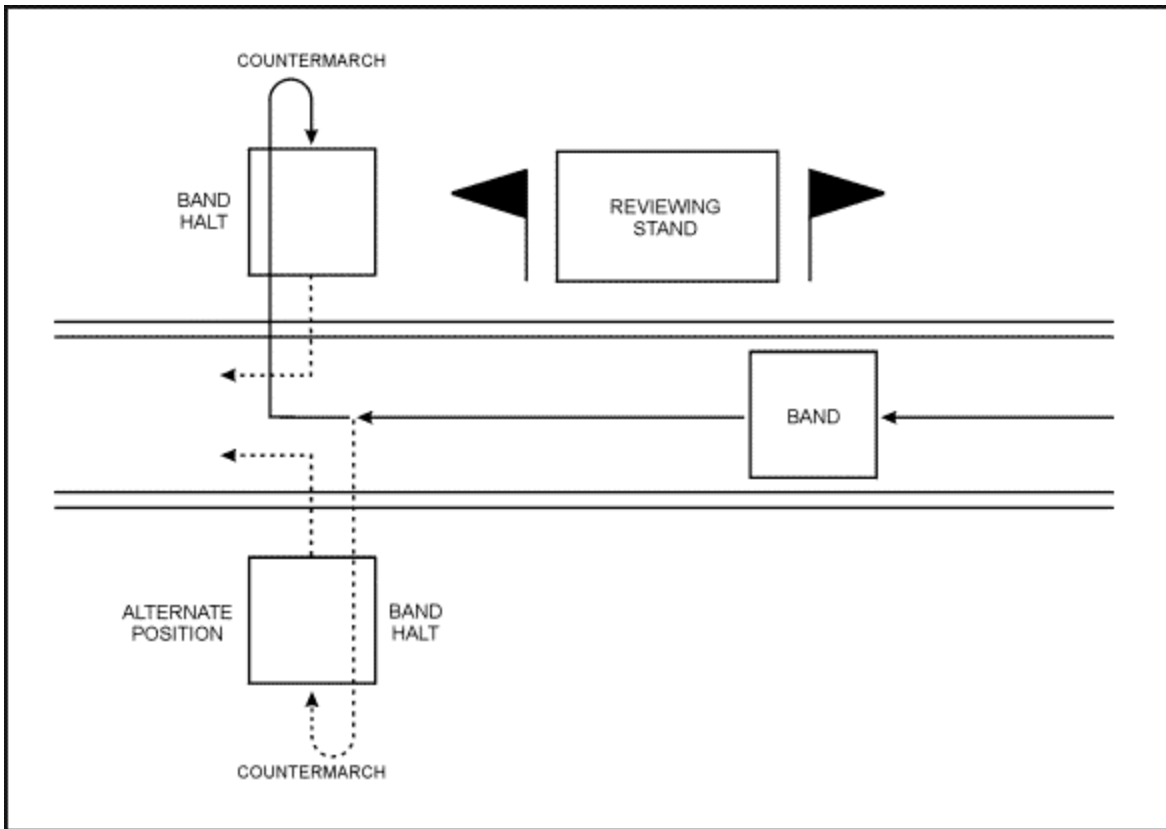 COUNTERMARCH
BAND
HALT
REVIEWING
STAND
BAND
ALTERNATE
POSITION
BAND
HALT
COUNTERMARCH